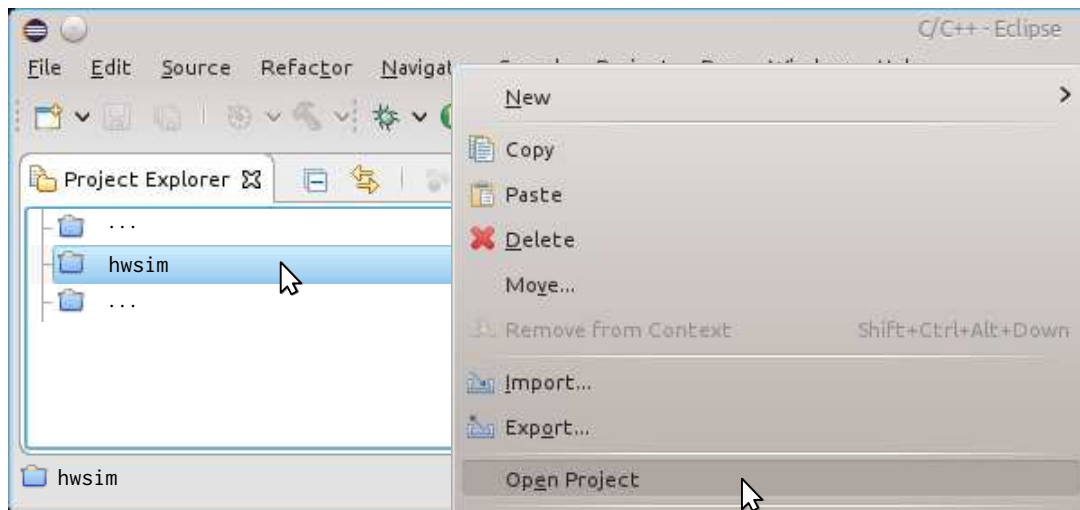 C/C++ - Eclipse
File Edit Source Refactor Navigat
New
Copy
Project Explorer
Paste
...
Delete
hwsim
Move...
...
Remove from Context Shift+Ctrl+Alt+Down
Import...
Export...
hwsim
Open Project